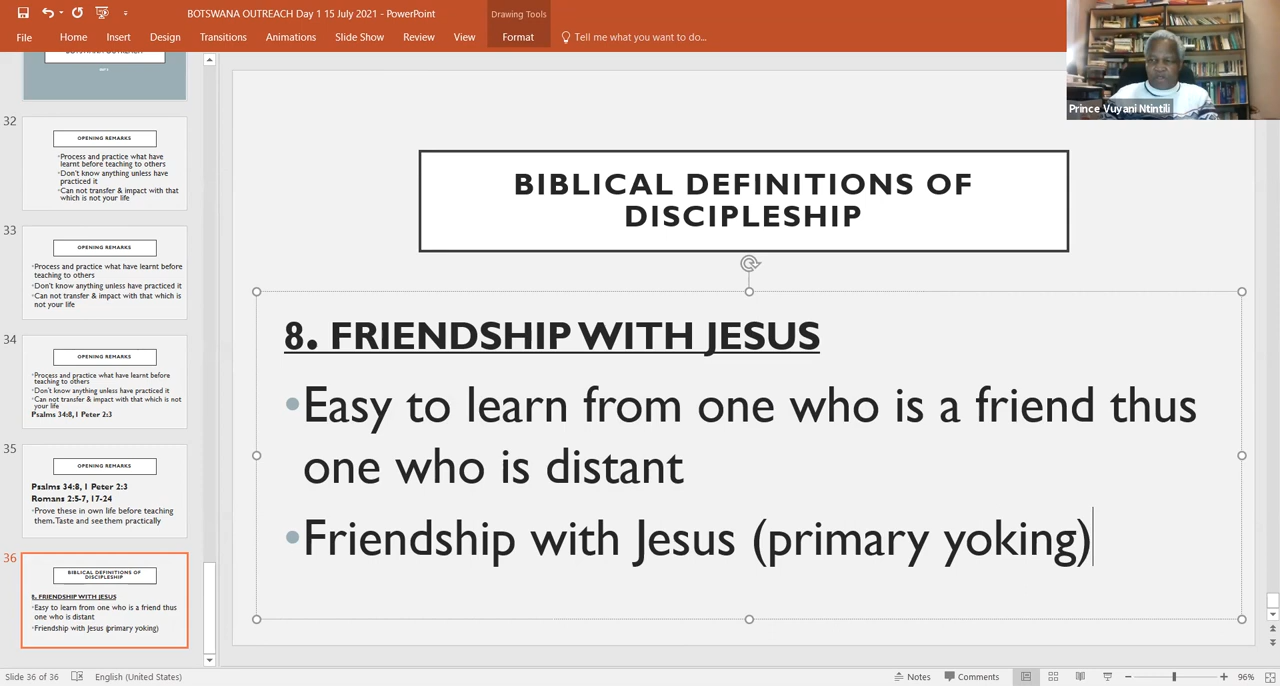 BOTSWANA OUTREACH Day 1 15 July 2021 - PowerPoint
Drawing Tools
File Home Insert Design Transitions Animations Slide Show Review View Format Tell me what you want to do...
Prince Vuyani Ntintili
32
OPENING REMARKS
Process and practice what have
learnt before teaching to others
Don't know anything unless have
practiced it
Can not transfer & impact with that
which is not your life
33
OPENING REMARKS
Process and practice what have learnt before
teaching to others
Don't know anything unless have practiced it
Can not transfer & impact with that which is
not your life
34
OPENING REMARKS
Process and practice what have learnt before
teaching to others
Don't know anything unless have practiced it
Can not transfer & impact with that which is not
your life
Psalms 34:8, 1 Peter 2:3
35
OPENING REMARKS
Psalms 34:8, 1 Peter 2:3
Romans 2:5-7, 17-24
Prove these in own life before teaching
them. Taste and see them practically
36
BIBLICAL DEFINITIONS OF
DISCIPLESHIP
8. FRIENDSHIP WITH JESUS
Easy to learn from one who is a friend thus
one who is distant
Friendship with Jesus (primary yoking)
BIBLICAL DEFINITIONS OF
DISCIPLESHIP
8. FRIENDSHIP WITH JESUS
•Easy to learn from one who is a friend thus
one who is distant
•Friendship with Jesus (primary yoking)
Slide 36 of 36 English (United States) Notes Comments 96%